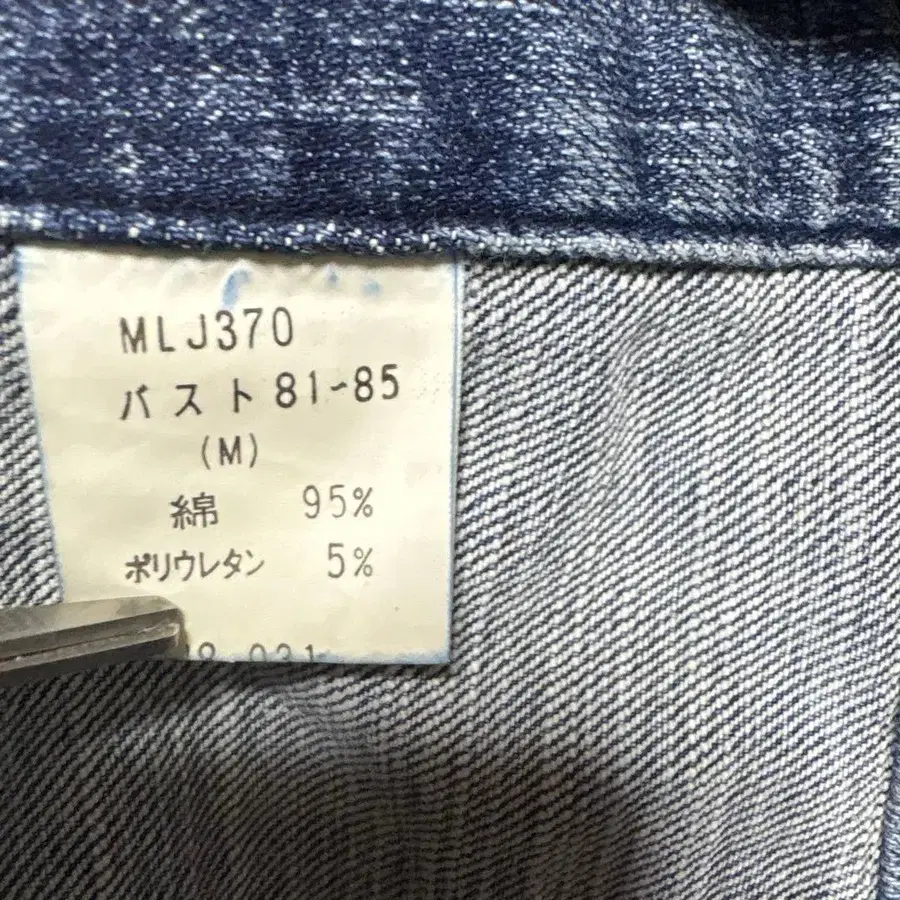 MLJ370
バスト81-85
(M)
綿 95%
ポリウレタン 5%